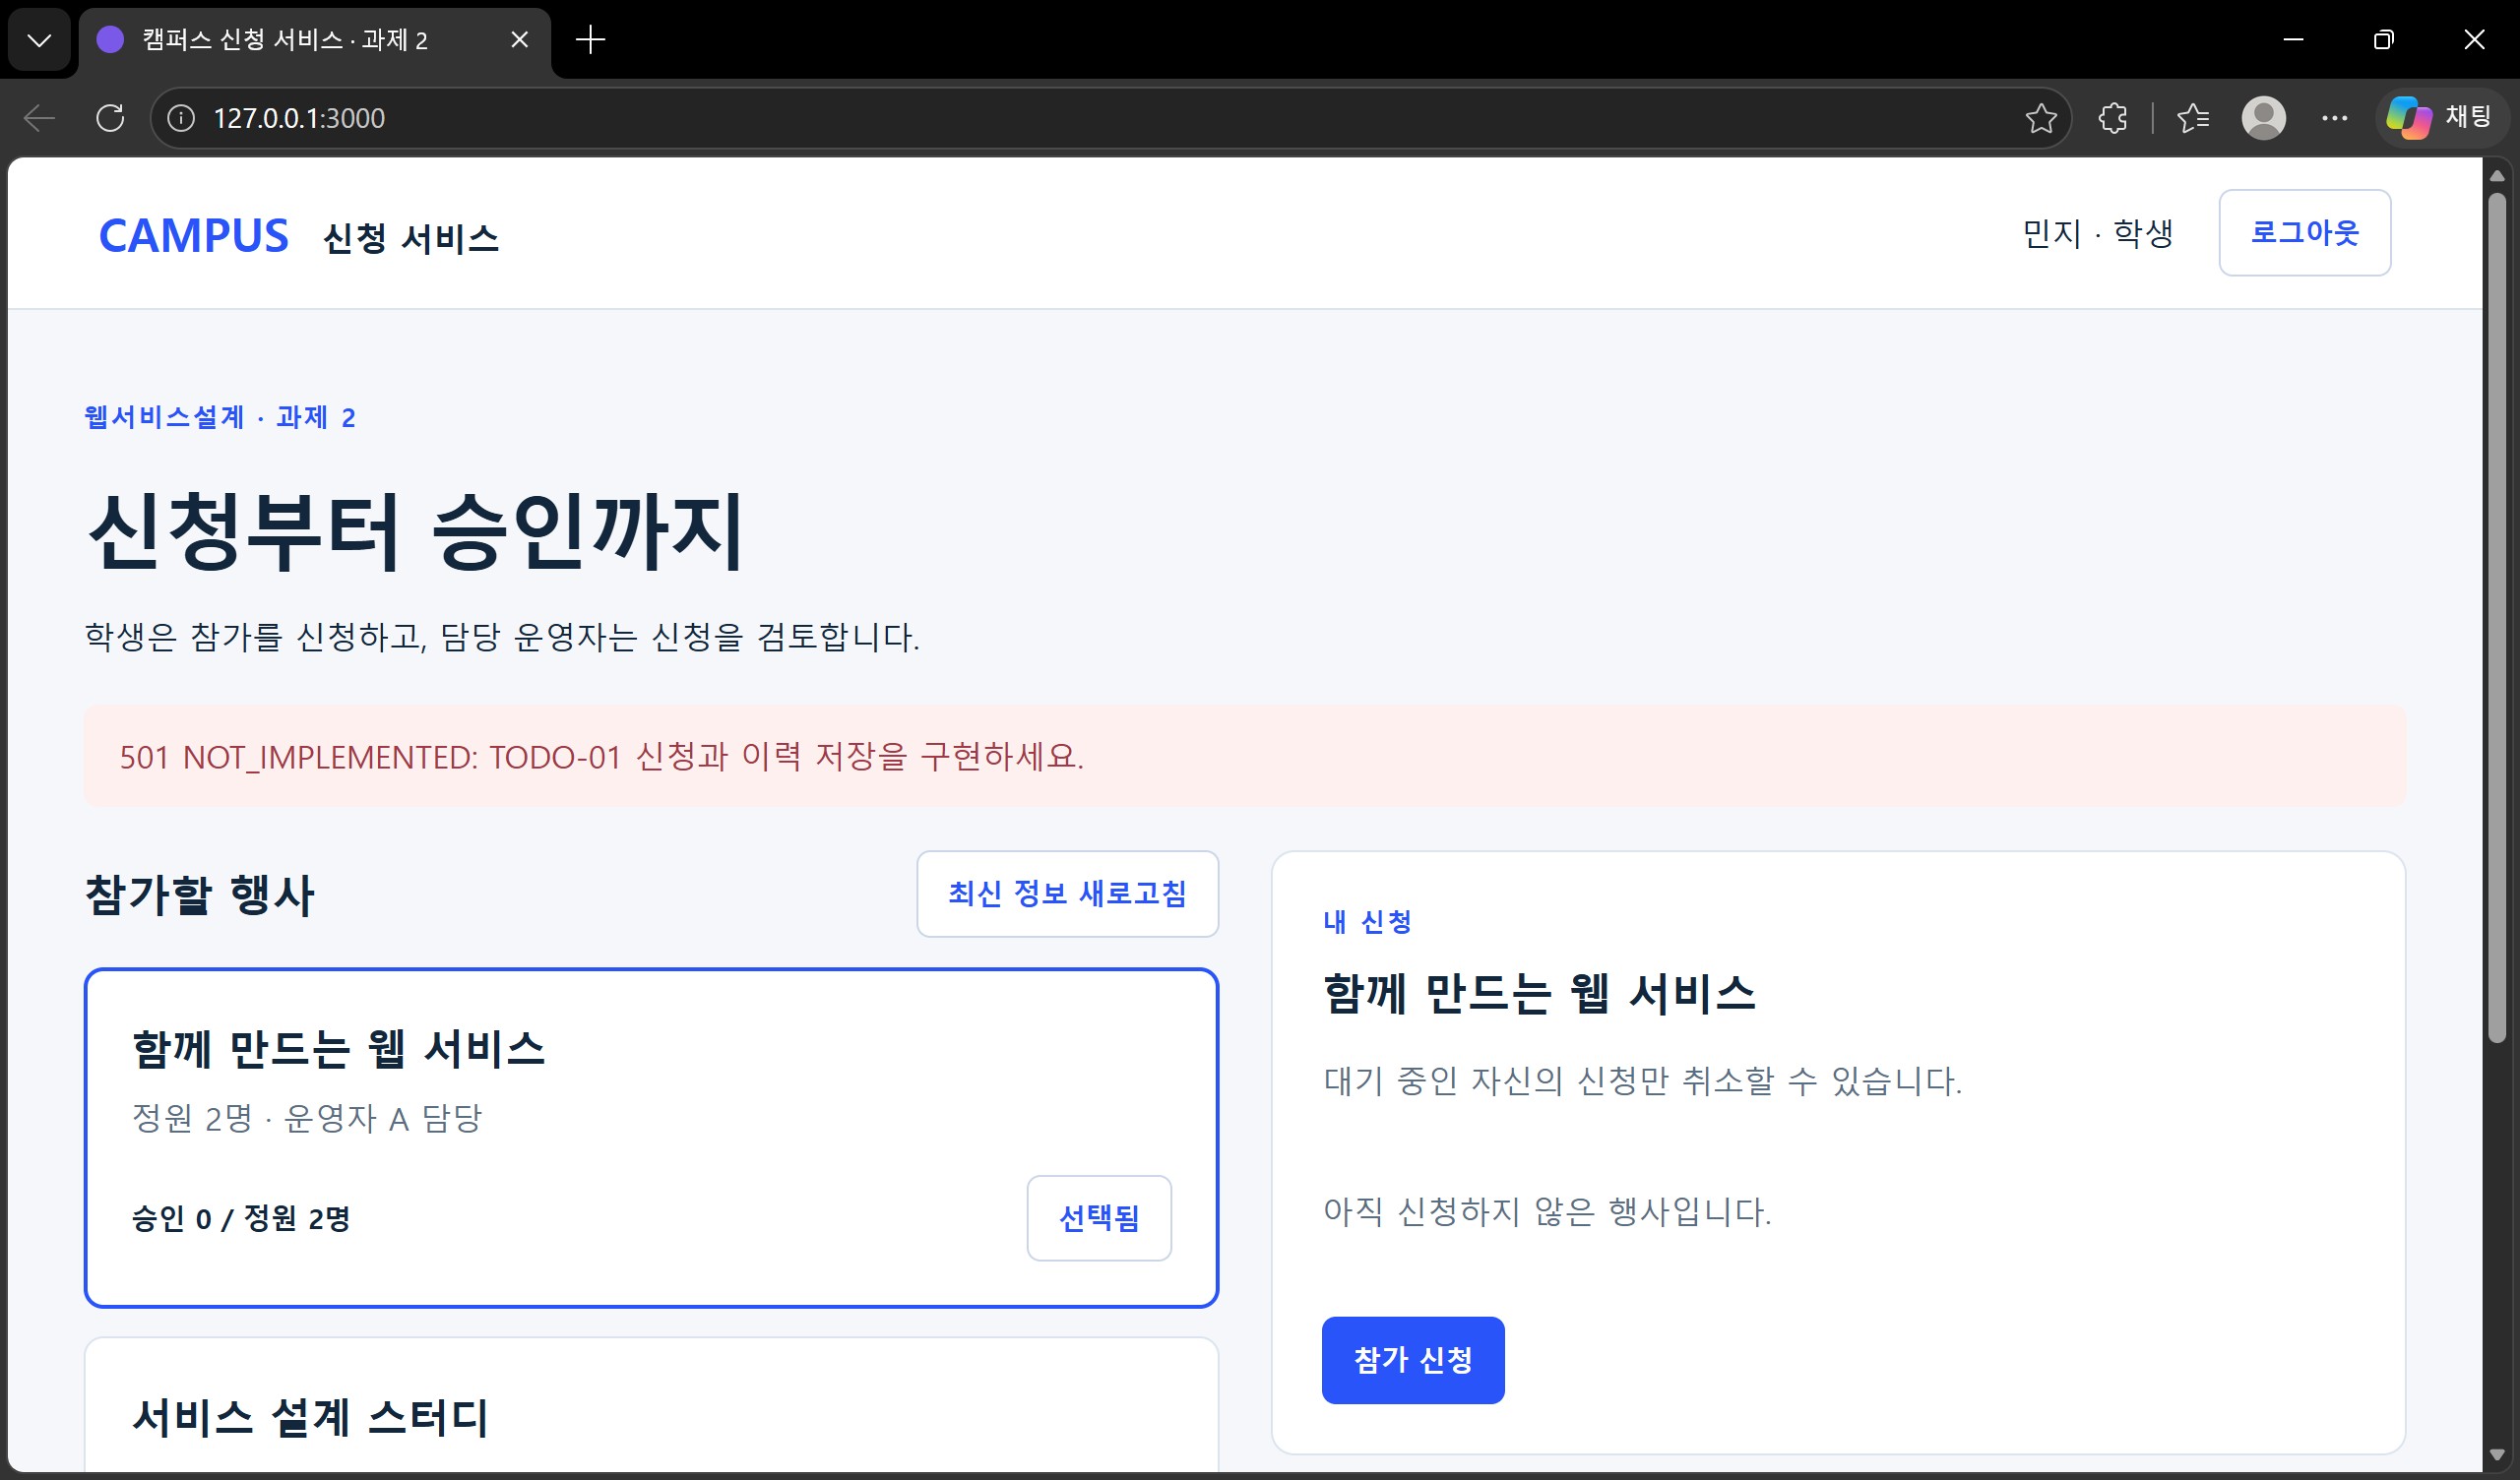 캠퍼스 신청 서비스 · 과제 2
127.0.0.1:3000
채팅
CAMPUS 신청 서비스
민지 · 학생
로그아웃
웹서비스설계 · 과제 2
신청부터 승인까지
학생은 참가를 신청하고, 담당 운영자는 신청을 검토합니다.
501 NOT_IMPLEMENTED: TODO-01 신청과 이력 저장을 구현하세요.
참가할 행사
최신 정보 새로고침
함께 만드는 웹 서비스
정원 2명 · 운영자 A 담당
승인 0 / 정원 2명
선택됨
서비스 설계 스터디
내 신청
함께 만드는 웹 서비스
대기 중인 자신의 신청만 취소할 수 있습니다.
아직 신청하지 않은 행사입니다.
참가 신청